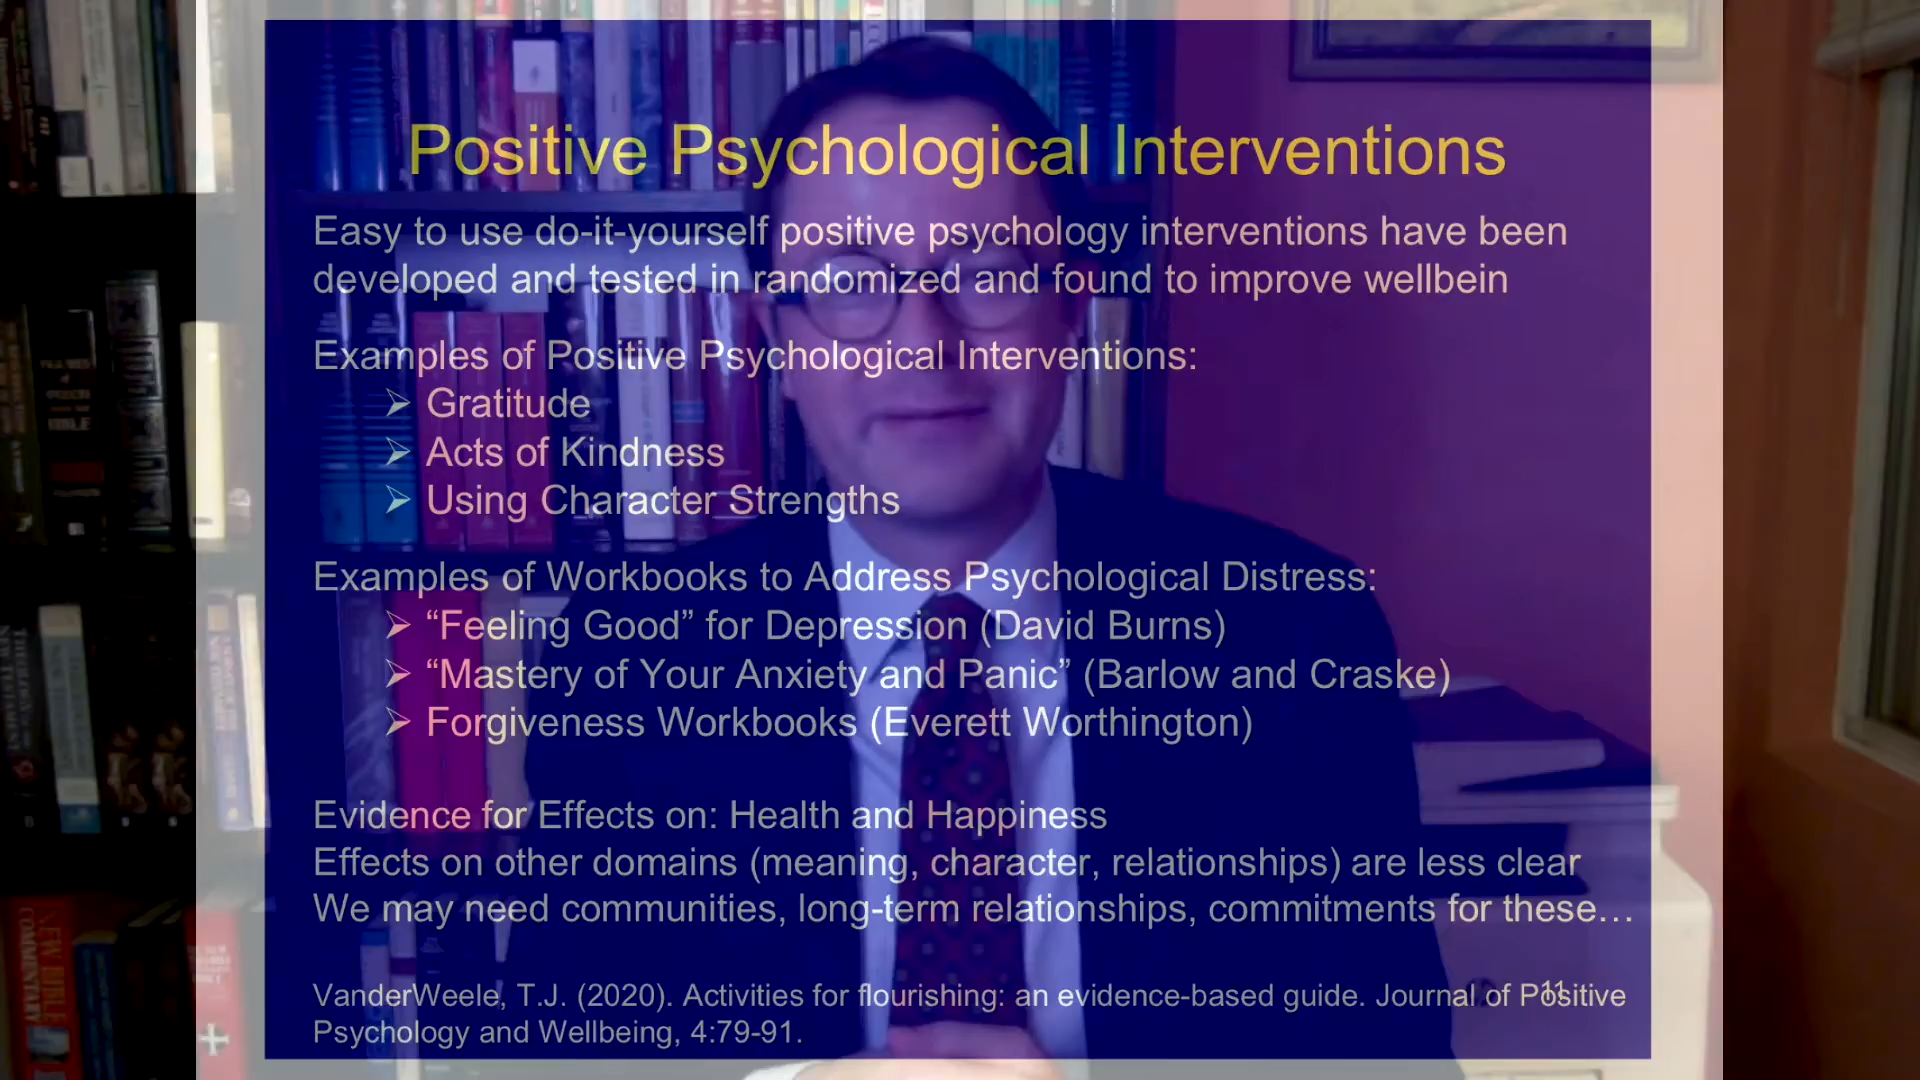 Positive Psychological Interventions
Easy to use do-it-yourself positive psychology interventions have been
developed and tested in randomized and found to improve wellbein
Examples of Positive Psychological Interventions:
➢ Gratitude
➢ Acts of Kindness
➢ Using Character Strengths
Examples of Workbooks to Address Psychological Distress:
➢ “Feeling Good” for Depression (David Burns)
➢ “Mastery of Your Anxiety and Panic” (Barlow and Craske)
➢ Forgiveness Workbooks (Everett Worthington)
Evidence for Effects on: Health and Happiness
Effects on other domains (meaning, character, relationships) are less clear
We may need communities, long-term relationships, commitments for these…
VanderWeele, T.J. (2020). Activities for flourishing: an evidence-based guide. Journal of Positive
Psychology and Wellbeing, 4:79-91.
11
NEW BIBLE
COMMENTARY